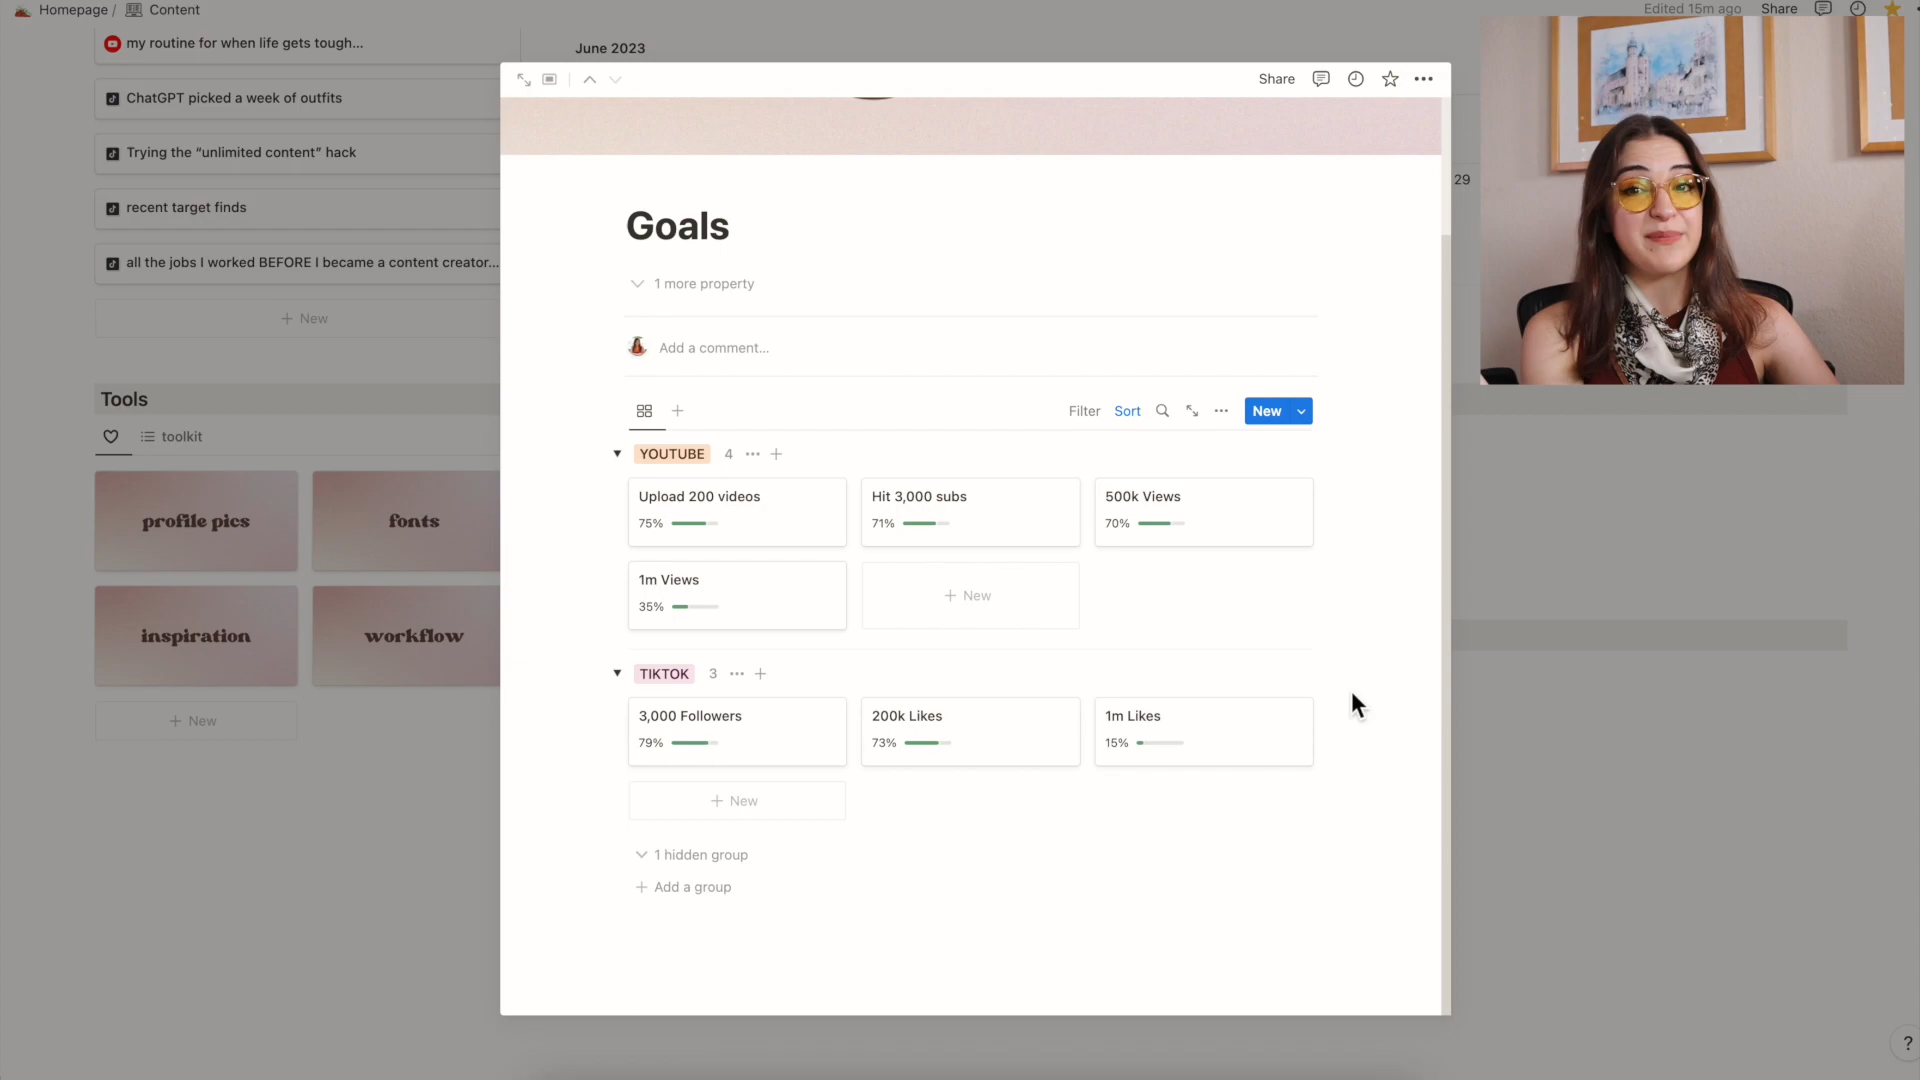 Homepage / Content
Edited 15m ago
Share
my routine for when life gets tough...
ChatGPT picked a week of outfits
Trying the “unlimited content” hack
recent target finds
all the jobs I worked BEFORE I became a content creator...
+ New
Tools
toolkit
profile pics
fonts
inspiration
workflow
+ New
June 2023
29
Share
Goals
1 more property
Add a comment...
Filter
Sort
New
YOUTUBE 4
Upload 200 videos
75%
Hit 3,000 subs
71%
500k Views
70%
1m Views
35%
+ New
TIKTOK 3
3,000 Followers
79%
200k Likes
73%
1m Likes
15%
+ New
1 hidden group
+ Add a group
?